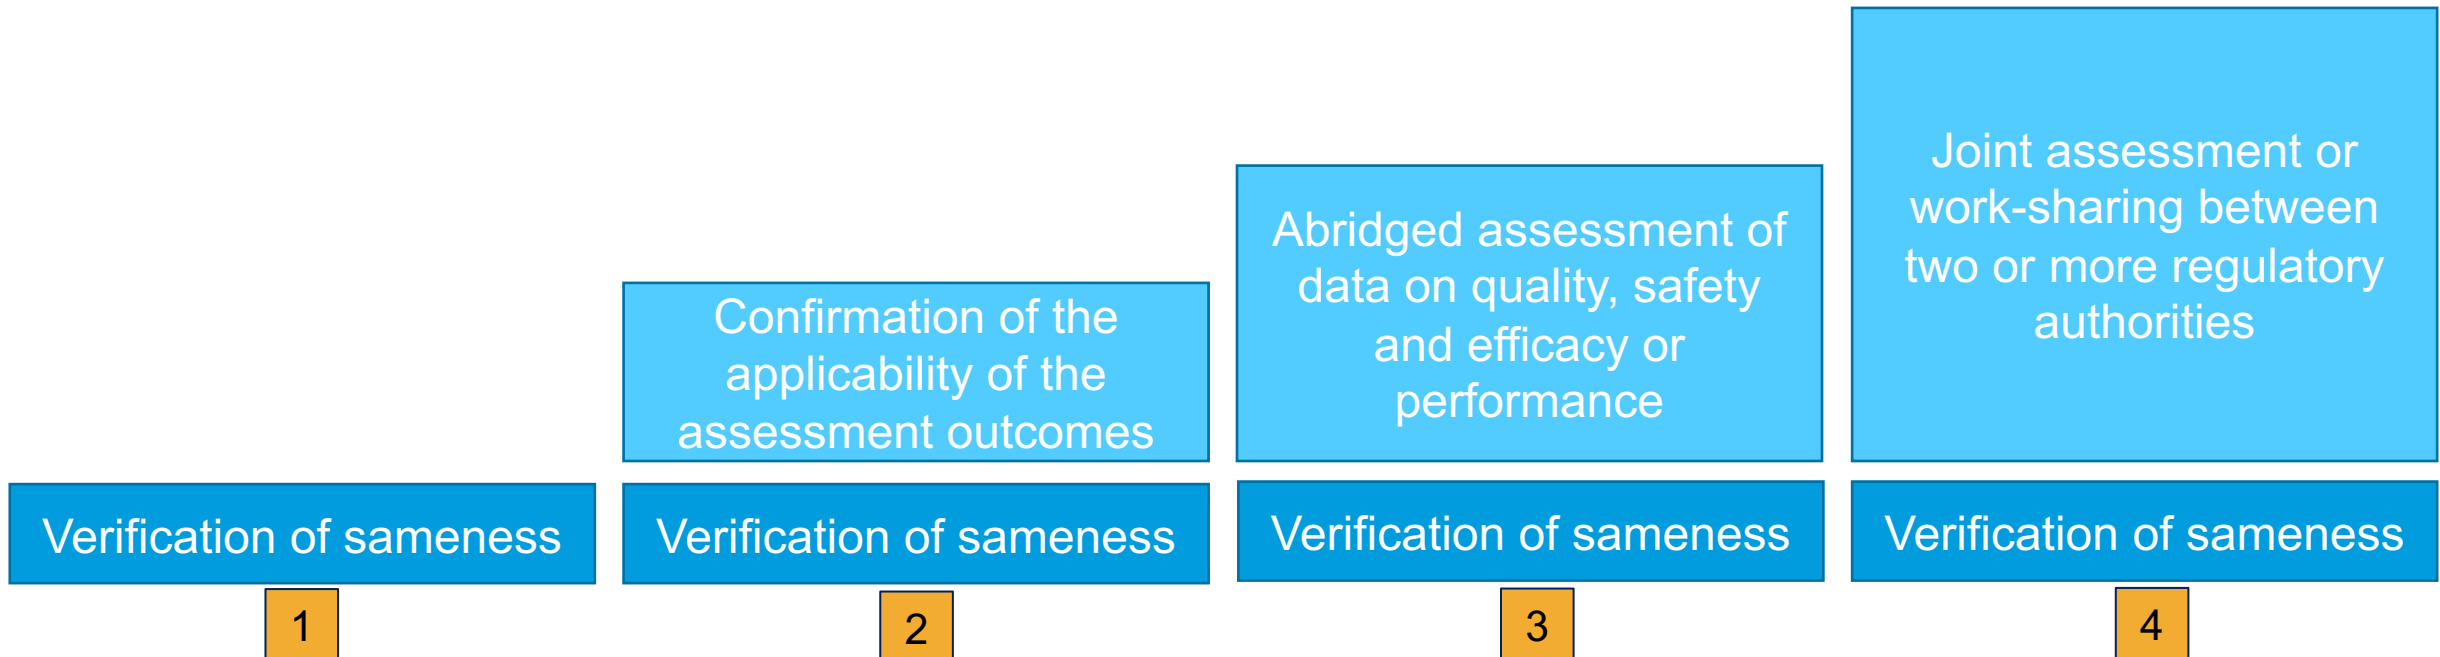 Verification of sameness
1
Confirmation of the
applicability of the
assessment outcomes
Verification of sameness
2
Abridged assessment of
data on quality, safety
and efficacy or
performance
Verification of sameness
3
Joint assessment or
work-sharing between
two or more regulatory
authorities
Verification of sameness
4